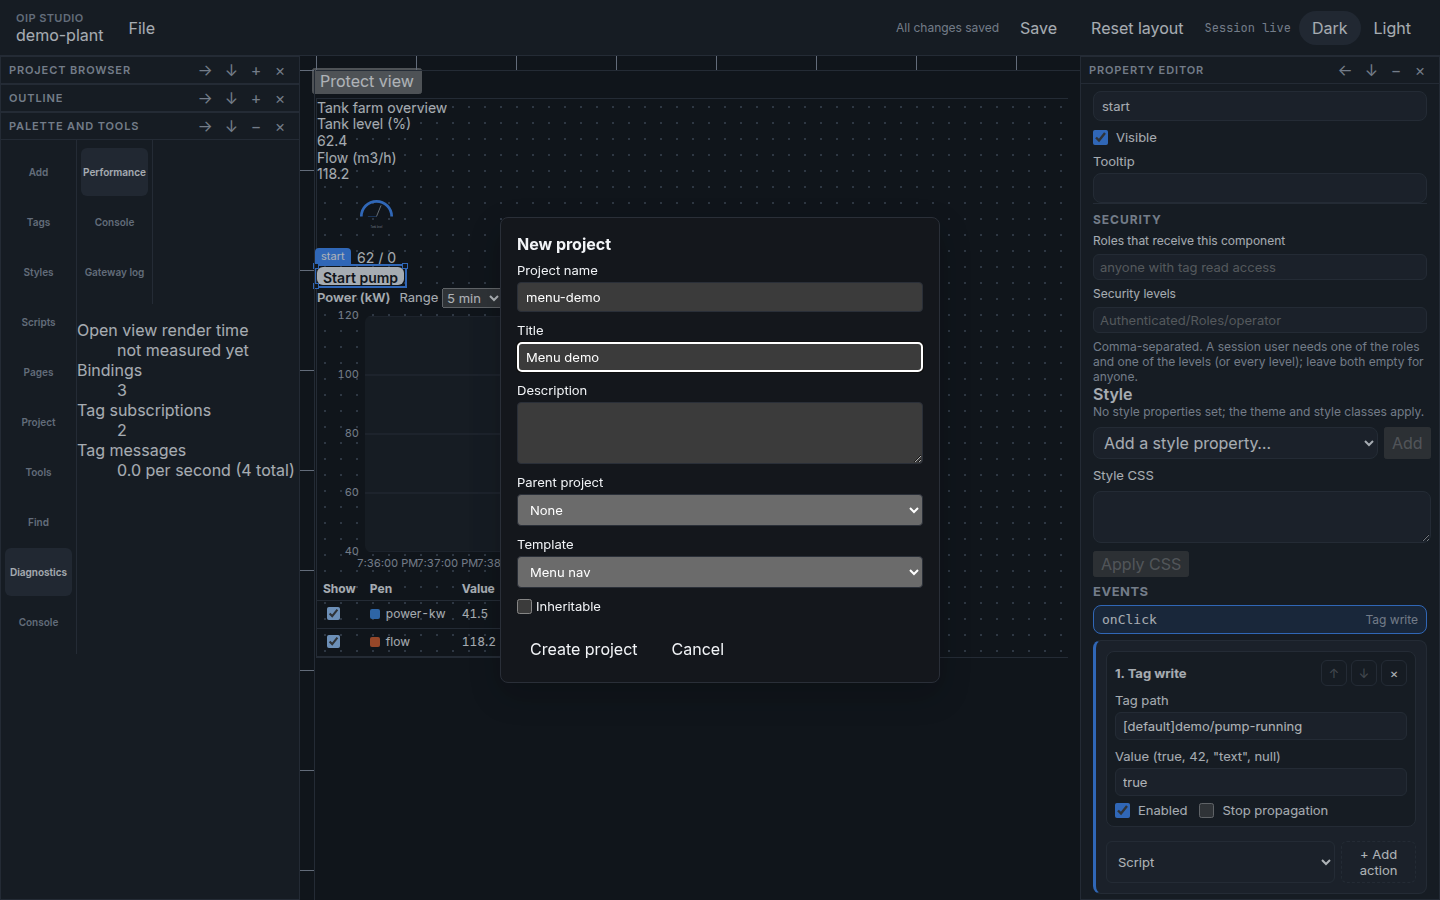 OIP STUDIO
demo-plant
File
All changes saved
Save
Reset layout
Session live
Dark
Light
PROJECT BROWSER
OUTLINE
PALETTE AND TOOLS
Add
Tags
Styles
Scripts
Pages
Project
Tools
Find
Diagnostics
Console
Performance
Console
Gateway log
Open view render time
not measured yet
Bindings
3
Tag subscriptions
2
Tag messages
0.0 per second (4 total)
Protect view
Tank farm overview
Tank level (%)
62.4
Flow (m3/h)
118.2
start
62 / 0
Start pump
Power (kW)
Range
5 min
120
100
80
60
40
7:36:00 PM
7:37:00 PM
7:38
Show
Pen
Value
power-kw
41.5
flow
118.2
New project
Project name
menu-demo
Title
Menu demo
Description
Parent project
None
Template
Menu nav
Inheritable
Create project
Cancel
PROPERTY EDITOR
start
Visible
Tooltip
SECURITY
Roles that receive this component
anyone with tag read access
Security levels
Authenticated/Roles/operator
Comma-separated. A session user needs one of the roles
and one of the levels (or every level); leave both empty for
anyone.
Style
No style properties set; the theme and style classes apply.
Add a style property...
Add
Style CSS
Apply CSS
EVENTS
onClick
Tag write
1. Tag write
Tag path
[default]demo/pump-running
Value (true, 42, "text", null)
true
Enabled
Stop propagation
Script
+ Add
action